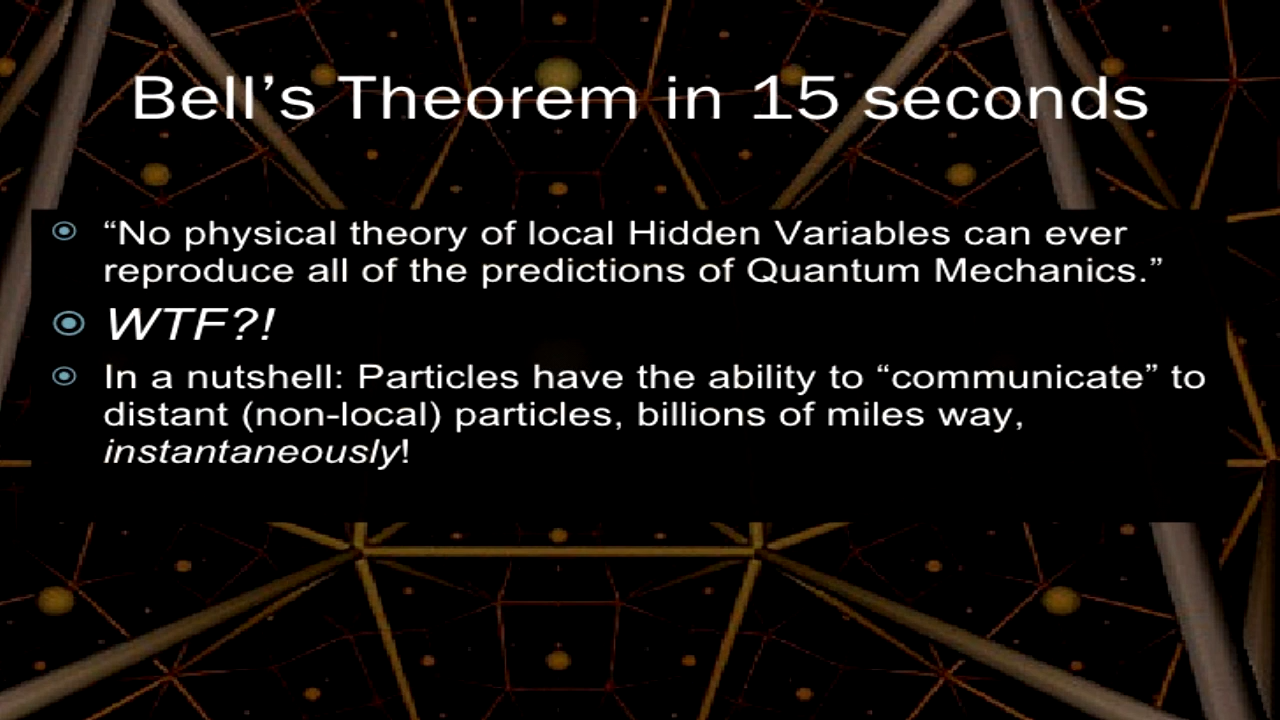 Bell’s Theorem in 15 seconds
“No physical theory of local Hidden Variables can ever
reproduce all of the predictions of Quantum Mechanics.”
WTF?!
In a nutshell: Particles have the ability to “communicate” to
distant (non-local) particles, billions of miles way,
instantaneously!